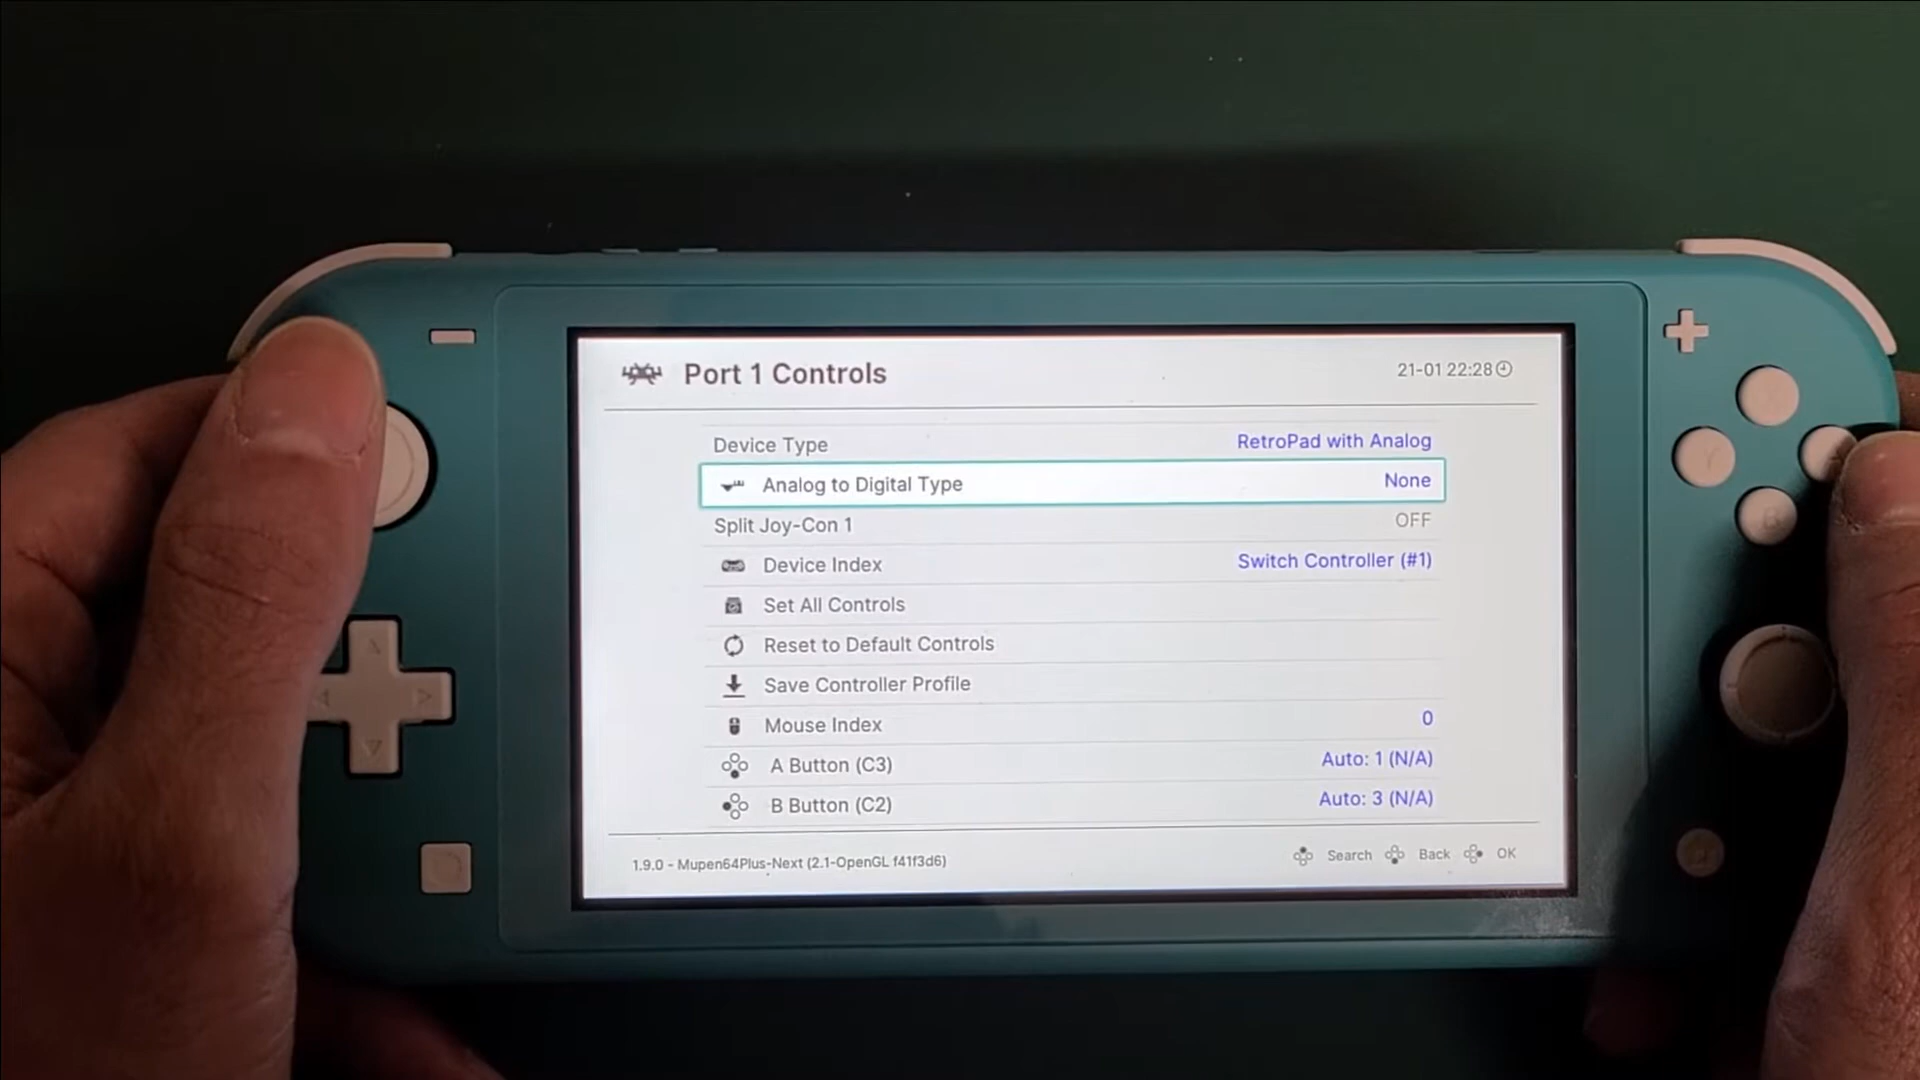 Port 1 Controls
21-01 22:28
Device Type RetroPad with Analog
Analog to Digital Type None
Split Joy-Con 1 OFF
Device Index Switch Controller (#1)
Set All Controls
Reset to Default Controls
Save Controller Profile
Mouse Index 0
A Button (C3) Auto: 1 (N/A)
B Button (C2) Auto: 3 (N/A)
1.9.0 - Mupen64Plus-Next (2.1-OpenGL f41f3d6)
Search Back OK
Y
B